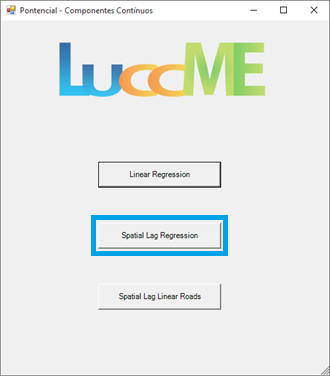 Pontencial - Componentes Contínuos
LuccME
Linear Regression
Spatial Lag Regression
Spatial Lag Linear Roads